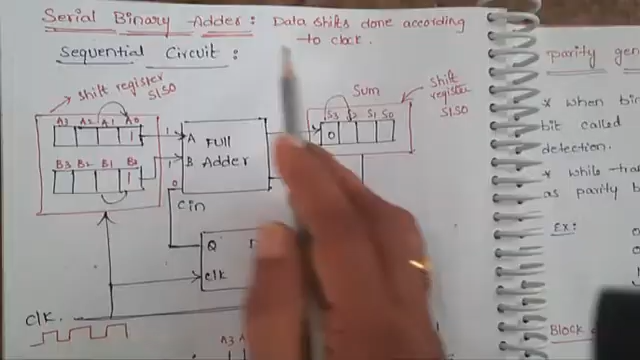 Serial Binary Adder: Data shifts done according
to clock.
Sequential Circuit:
Shift register
SISO
Sum
Shift
register
SISO
A3 A2 A1 A0
1
B3 B2 B1 B0
1
1
1
0
A
B
Full
Adder
Cin
S3 S2 S1 S0
0
Q
clk
clk.
A3
parity gen
* when bin
bit called
detection.
* while tra
as parity b
Ex:
Block